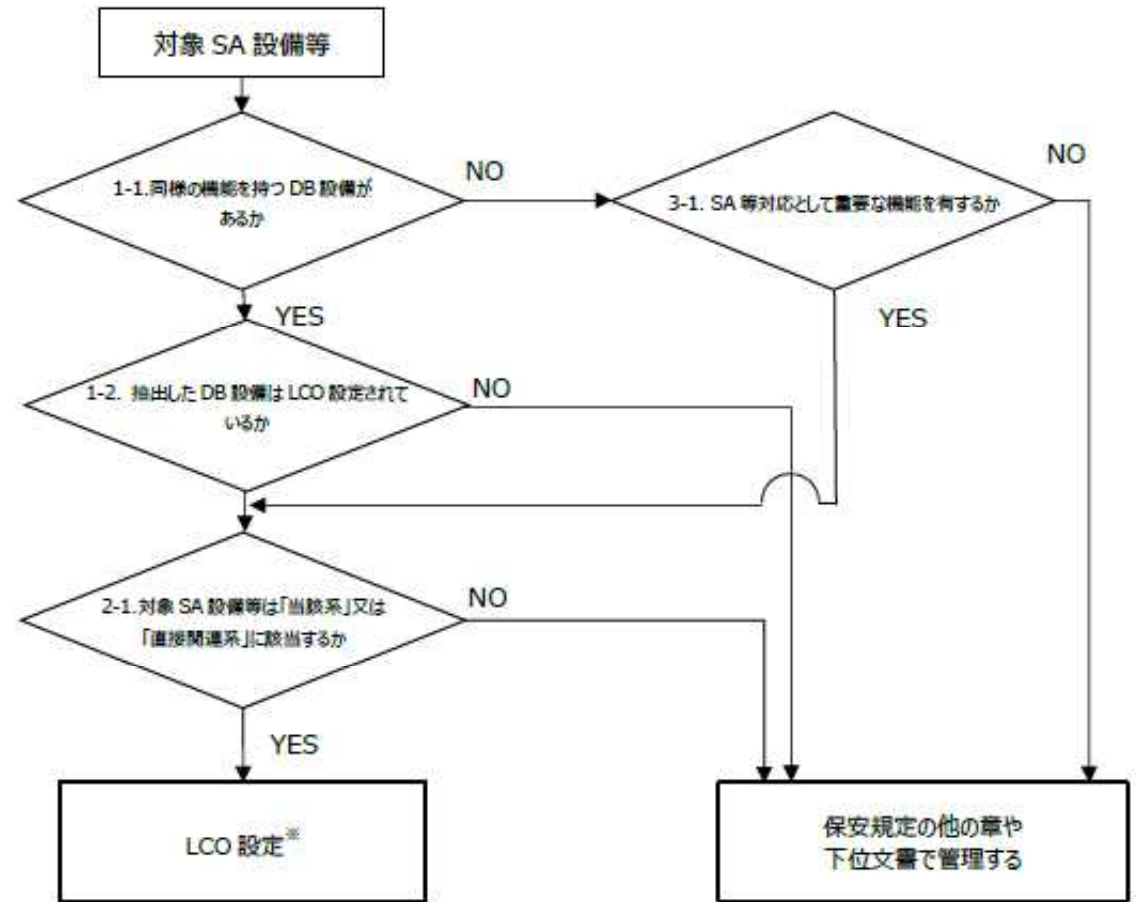 対象 SA 設備等
1-1.同様の機能を持つ DB 設備が
あるか
NO
3-1. SA 等対応として重要な機能を有するか
NO
YES
YES
1-2. 抽出した DB 設備は LCO 設定されて
いるか
NO
2-1.対象 SA 設備等は「当該系」又は
「直接関連系」に該当するか
NO
YES
LCO 設定※
保安規定の他の章や
下位文書で管理する